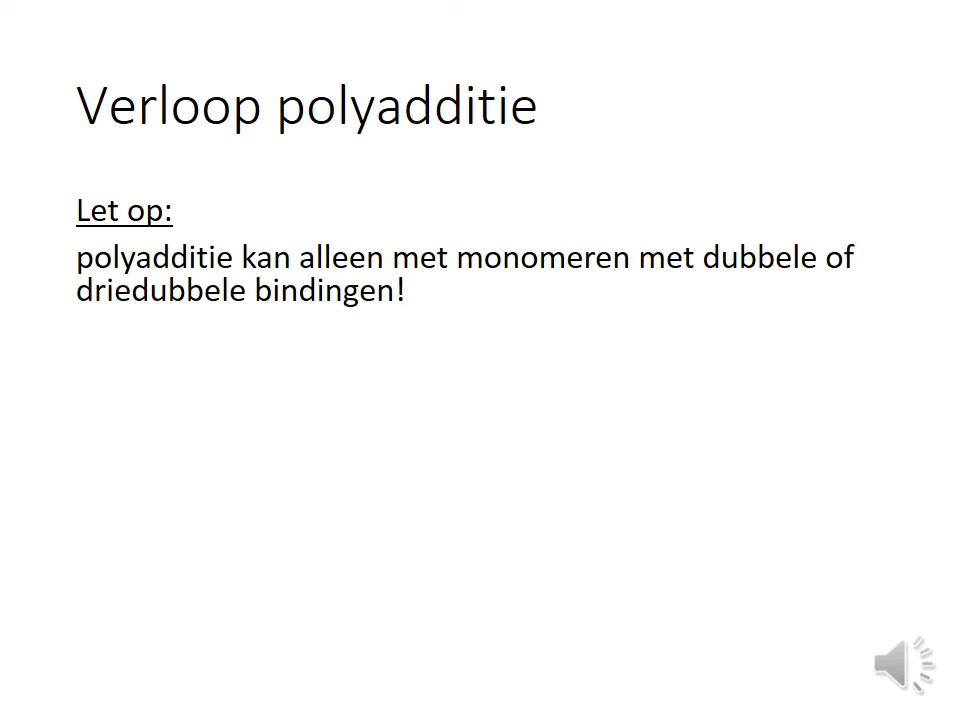 Verloop polyadditie
Let op:
polyadditie kan alleen met monomeren met dubbele of
driedubbele bindingen!